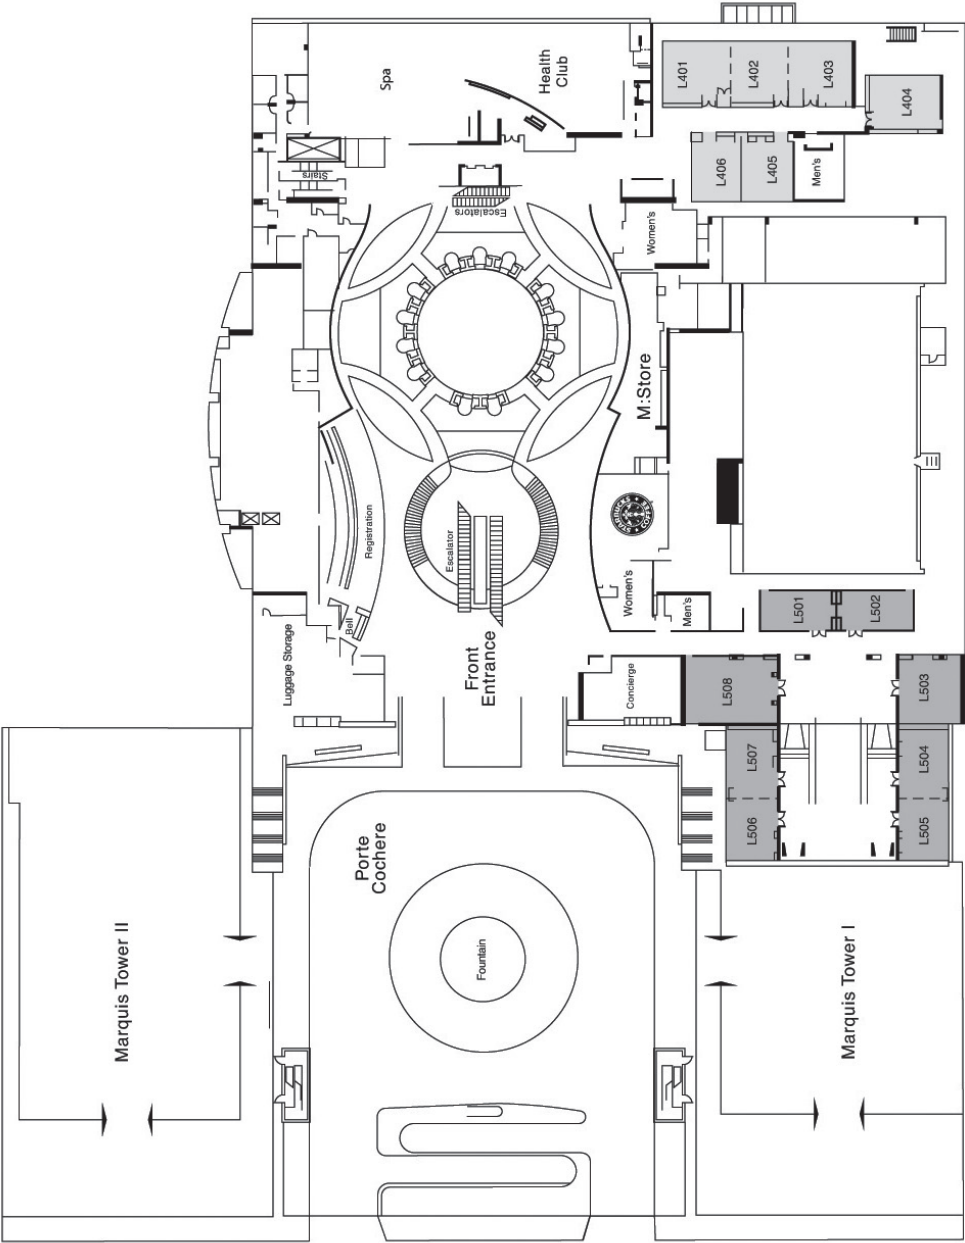 Spa
Health
Club
L401
L402
L403
L404
L406
L405
Men's
Stairs
Escalators
Women's
M:Store
Registration
Escalator
Women's
Men's
L501
L502
Bell
Luggage Storage
Front
Entrance
Concierge
L508
L503
L507
L504
L506
L505
Porte
Cochere
Fountain
Marquis Tower II
Marquis Tower I